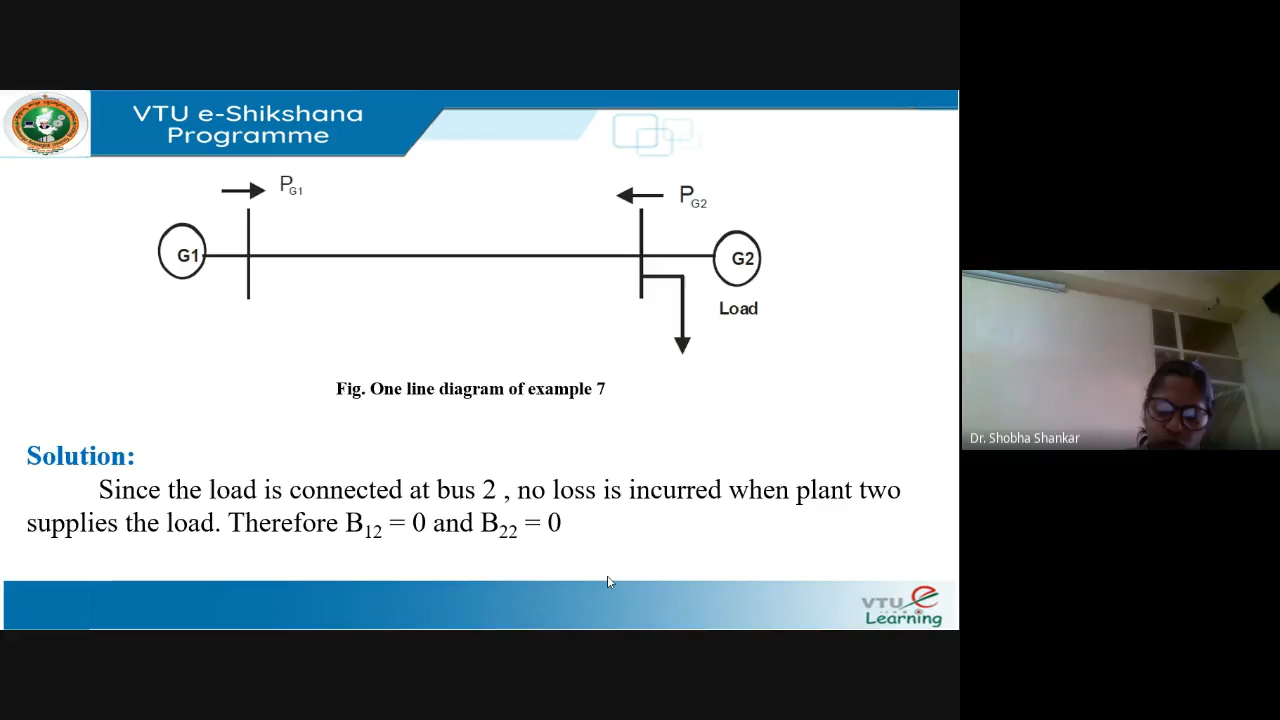 VTU e-Shikshana
Programme
PG1
PG2
G1
G2
Load
Fig. One line diagram of example 7
Solution:
Since the load is connected at bus 2 , no loss is incurred when plant two
supplies the load. Therefore B12 = 0 and B22 = 0
Dr. Shobha Shankar
VTU e
Learning